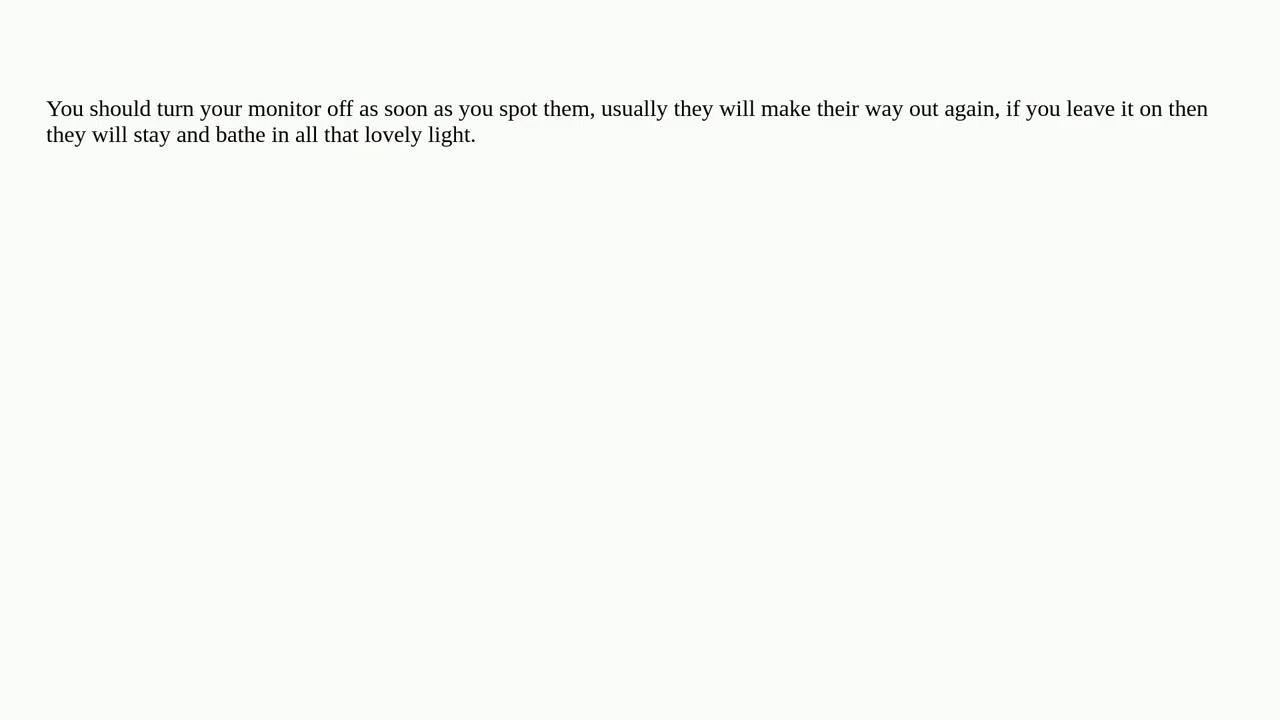 You should turn your monitor off as soon as you spot them, usually they will make their way out again, if you leave it on then
they will stay and bathe in all that lovely light.